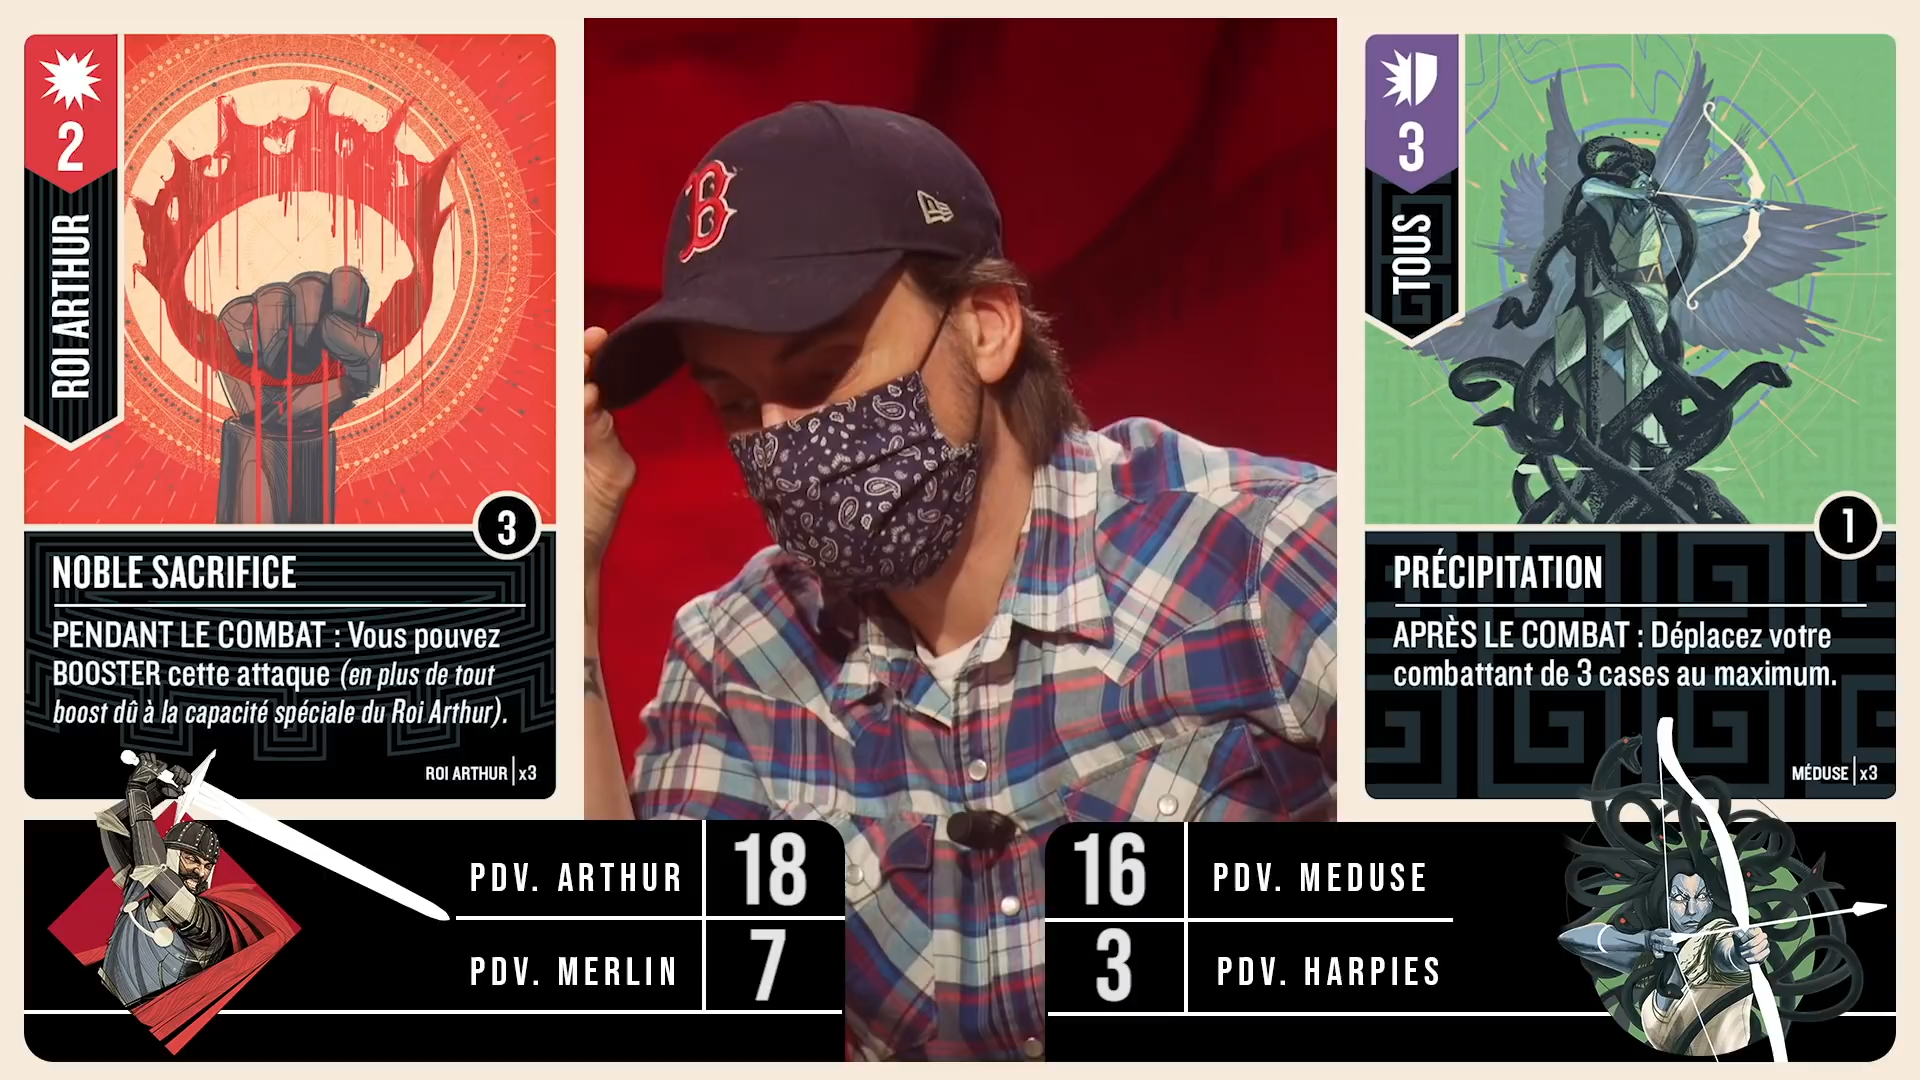 2
ROI ARTHUR
3
NOBLE SACRIFICE
PENDANT LE COMBAT : Vous pouvez
BOOSTER cette attaque (en plus de tout
boost dû à la capacité spéciale du Roi Arthur).
ROI ARTHUR x3
B
3
TOUS
1
PRÉCIPITATION
APRÈS LE COMBAT : Déplacez votre
combattant de 3 cases au maximum.
MÉDUSE x3
PDV. ARTHUR 18
PDV. MERLIN 7
16 PDV. MEDUSE
3 PDV. HARPIES